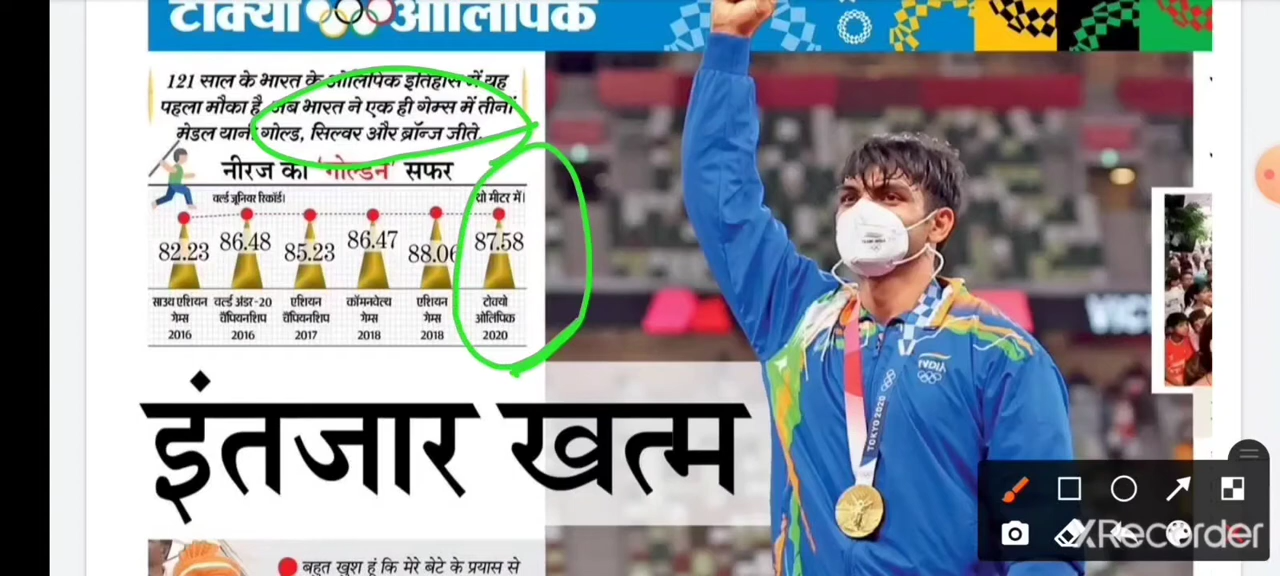 टोक्यो ओलिंपिक
121 साल के भारत के ओलिंपिक इतिहास में यह
पहला मौका है, जब भारत ने एक ही गेम्स में तीनों
मेडल यानी गोल्ड, सिल्वर और ब्रॉन्ज जीते.
नीरज का 'गोल्डन' सफर
वर्ल्ड जूनियर रिकॉर्ड।
थ्रो मीटर में।
82.23 86.48 85.23 86.47 88.06 87.58
साउथ एशियन गेम्स 2016
वर्ल्ड अंडर-20 चैंपियनशिप 2016
एशियन चैंपियनशिप 2017
कॉमनवेल्थ गेम्स 2018
एशियन गेम्स 2018
टोक्यो ओलिंपिक 2020
इंतजार खत्म
बहुत खुश हूं कि मेरे बेटे के प्रयास से
INDIA
TOKYO 2020
VIC
XRecorder